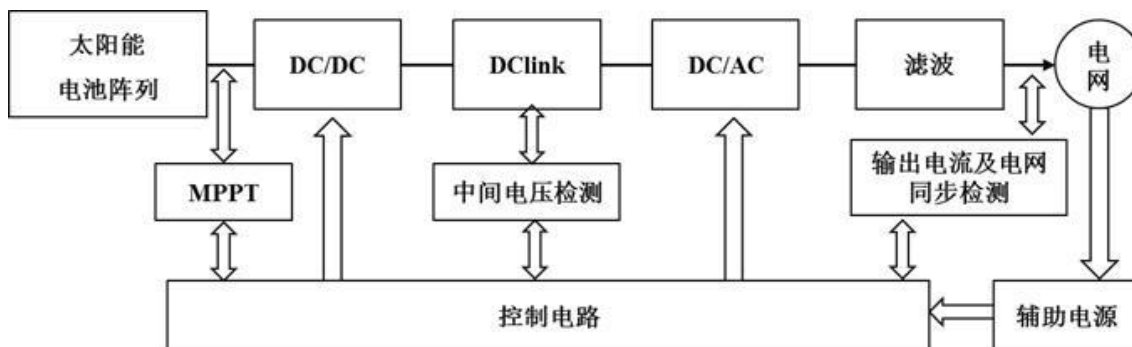 太阳能
电池阵列
DC/DC
DClink
DC/AC
滤波
电
网
MPPT
中间电压检测
输出电流及电网
同步检测
控制电路
辅助电源